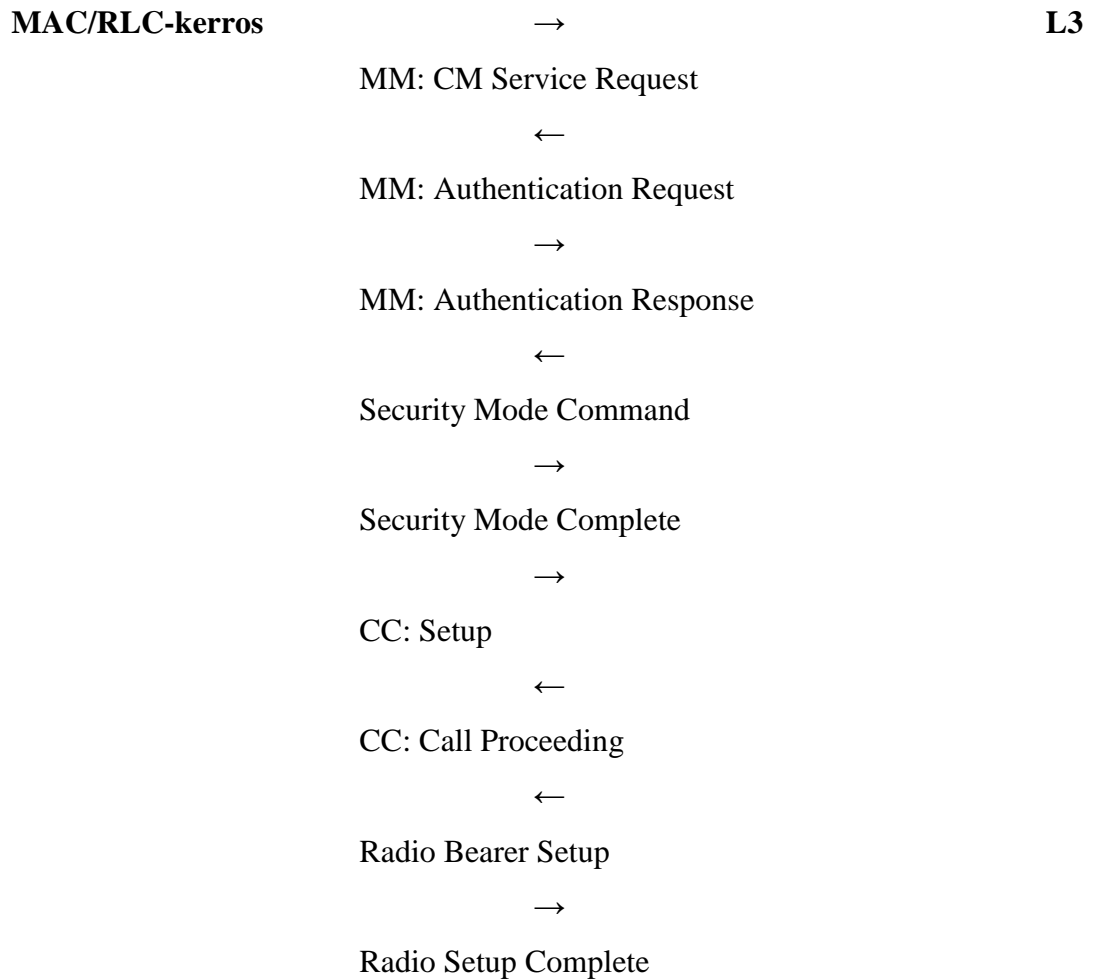 MAC/RLC-kerros → L3
MM: CM Service Request
←
MM: Authentication Request
→
MM: Authentication Response
←
Security Mode Command
→
Security Mode Complete
→
CC: Setup
←
CC: Call Proceeding
←
Radio Bearer Setup
→
Radio Setup Complete